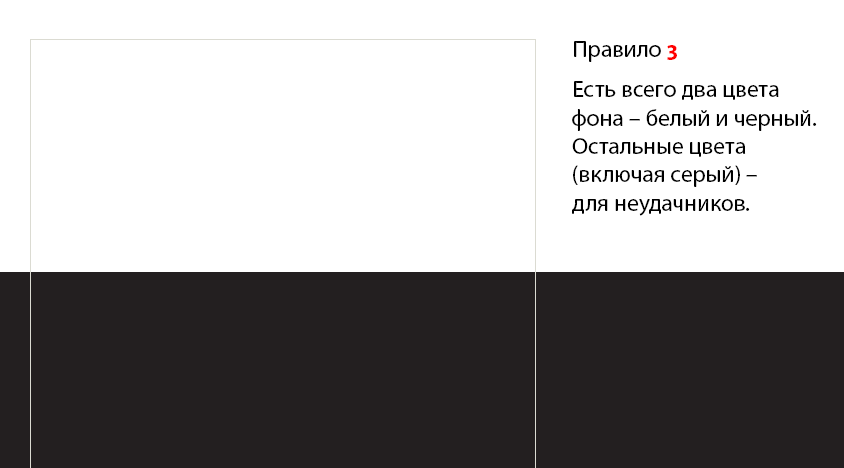 Правило 3
Есть всего два цвета
фона – белый и черный.
Остальные цвета
(включая серый) –
для неудачников.